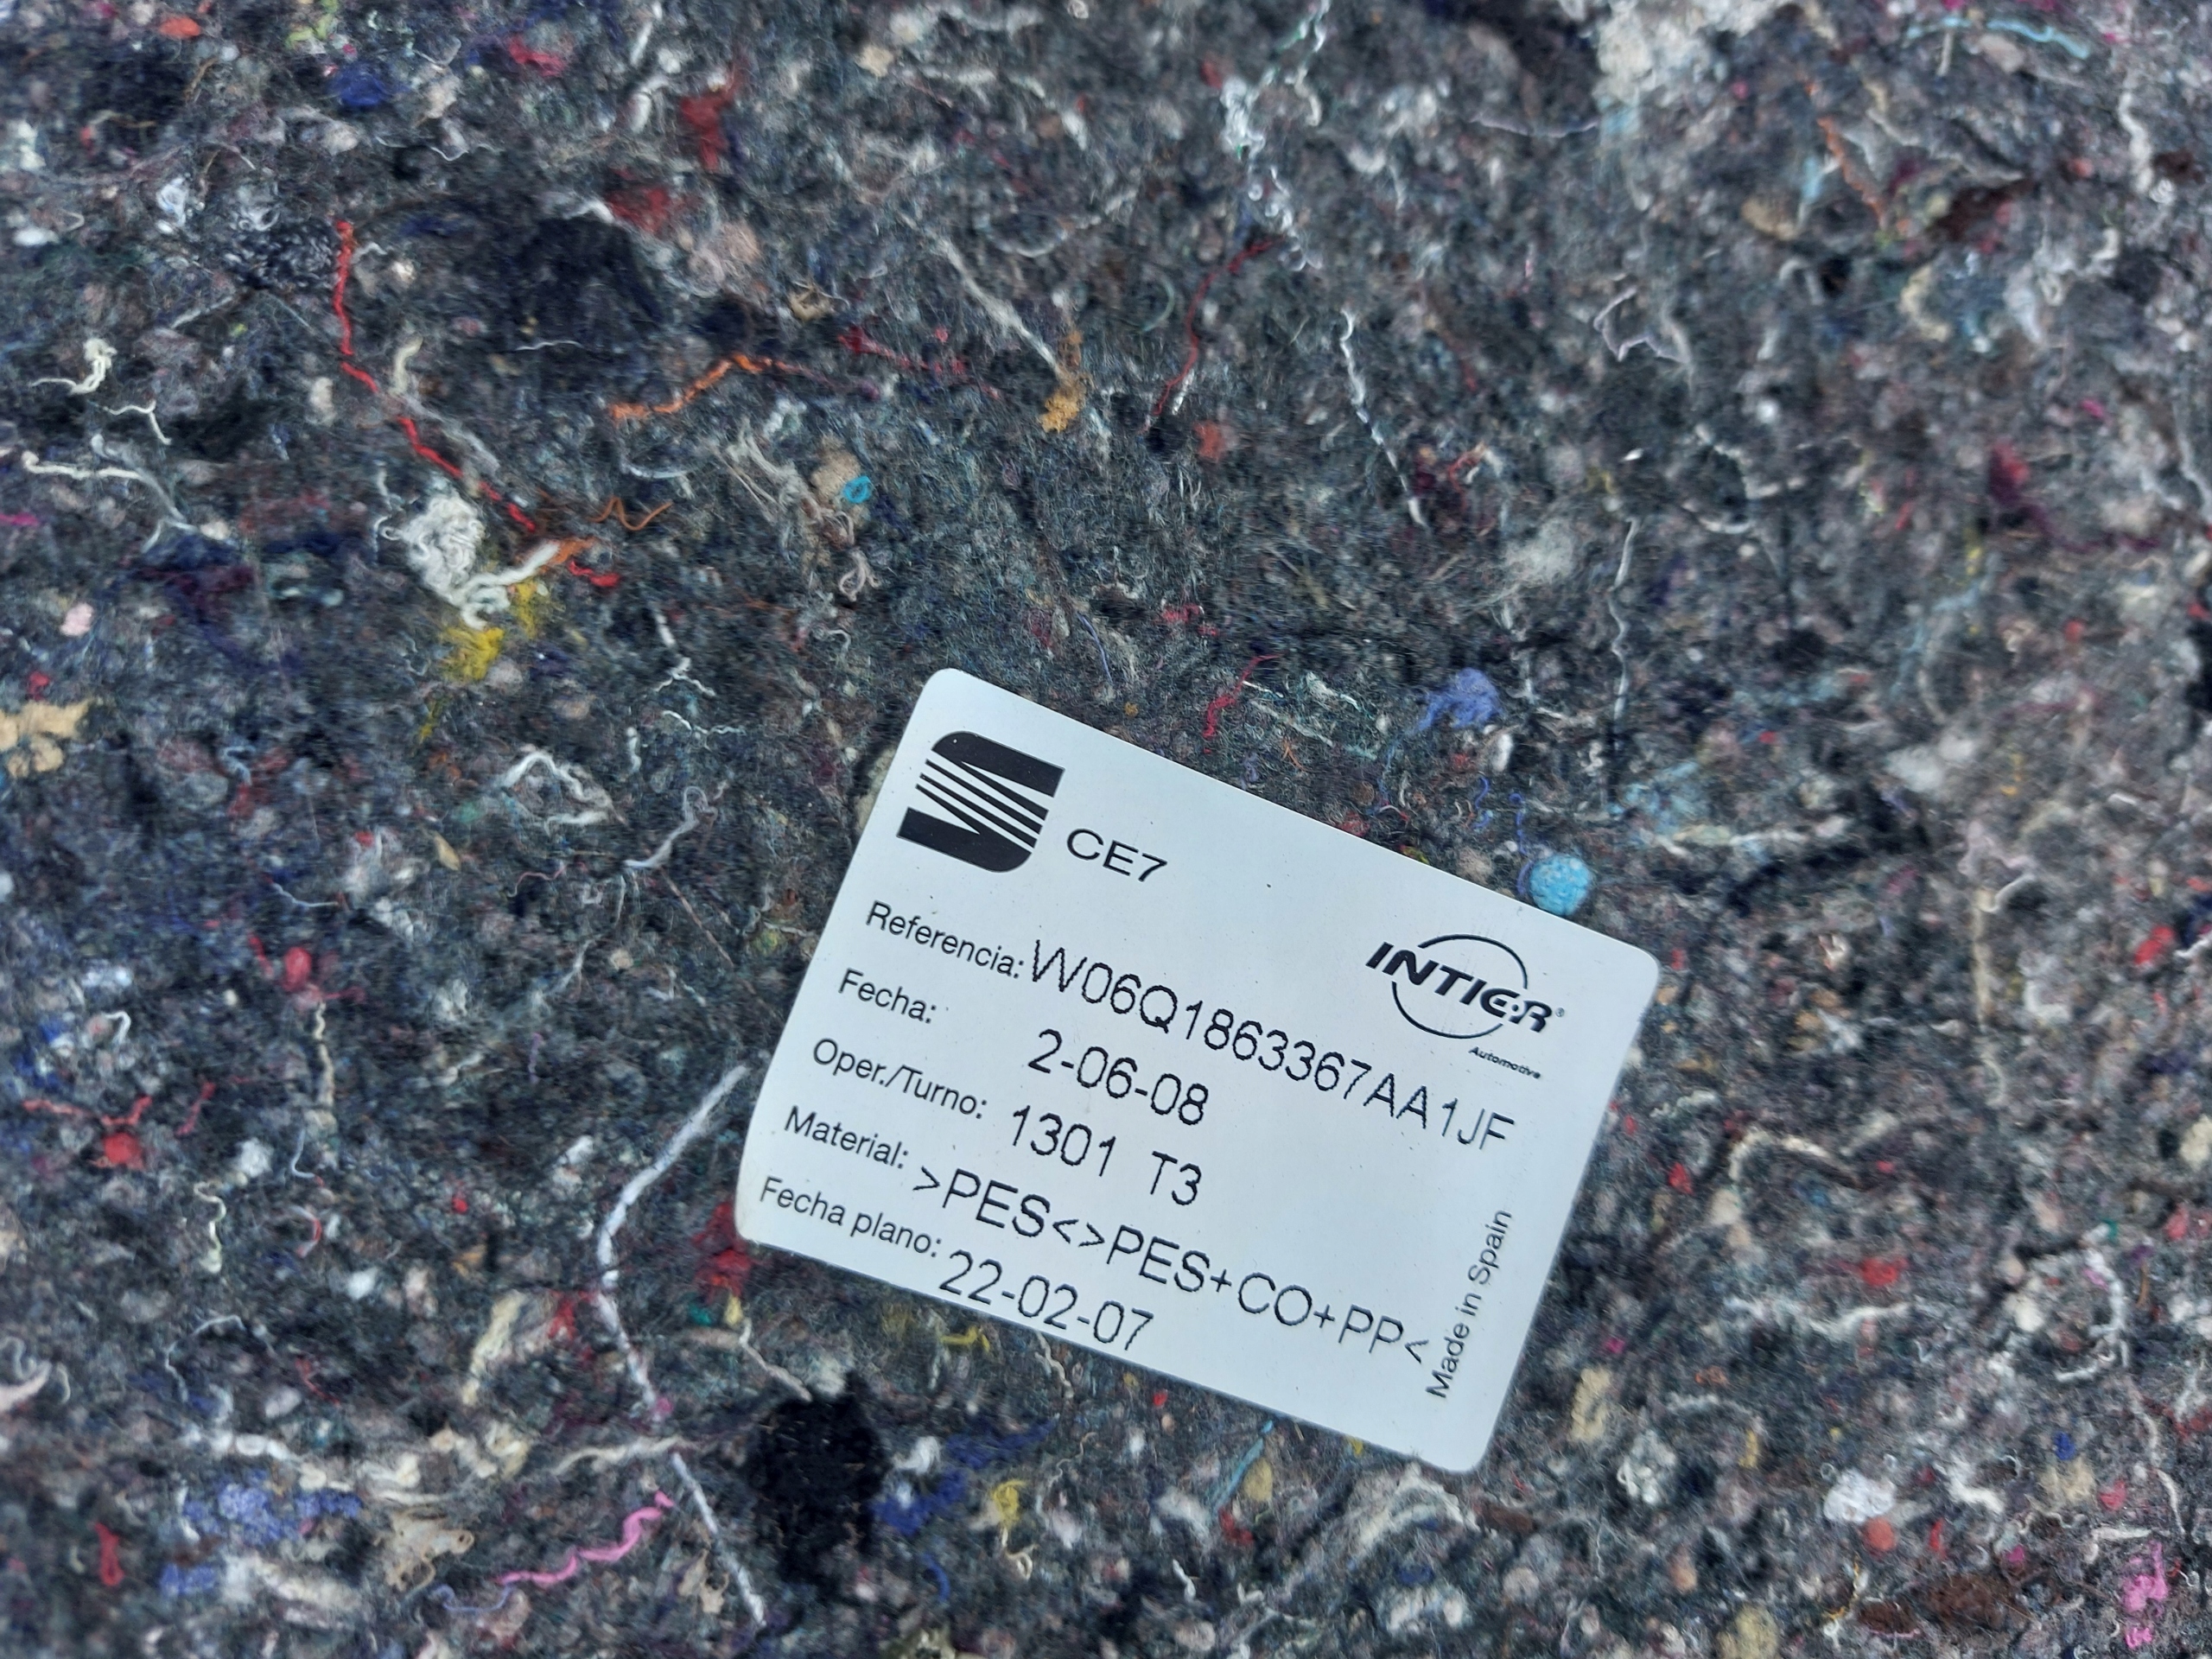 CE7
INTIER®
Automotive
Referencia: W06Q1863367AA1JF
Fecha: 2-06-08
Oper./Turno: 1301 T3
Material: >PES<>PES+CO+PP<
Fecha plano: 22-02-07
Made in Spain